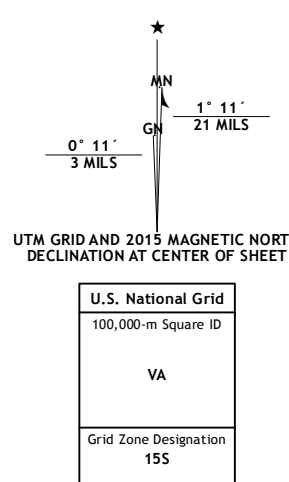 ★
MN
1° 11´
21 MILS
GN
0° 11´
3 MILS
UTM GRID AND 2015 MAGNETIC NORT
DECLINATION AT CENTER OF SHEET
U.S. National Grid
100,000-m Square ID
VA
Grid Zone Designation
15S